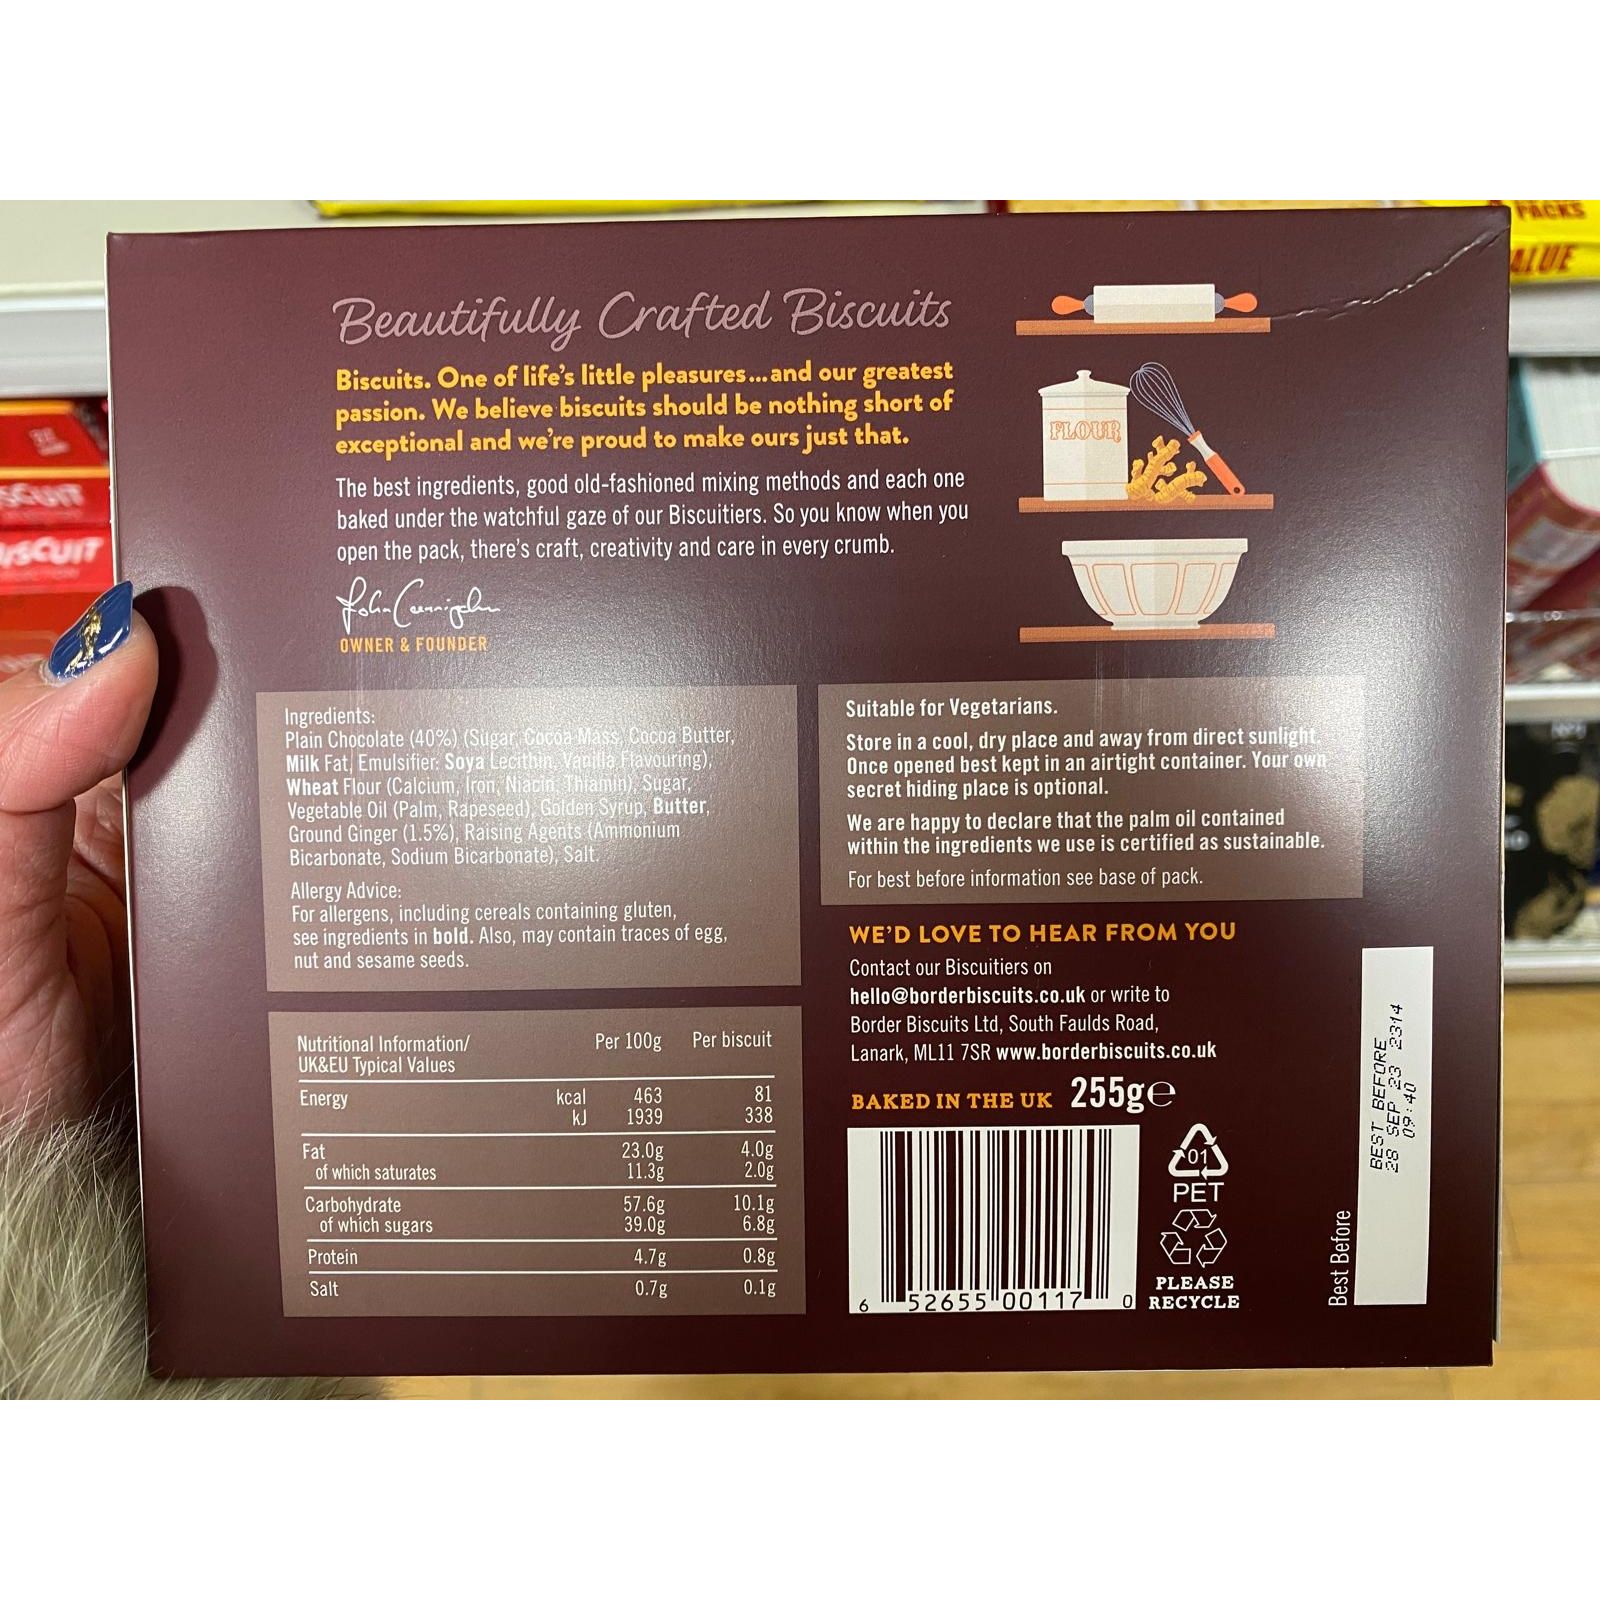 PACKS
ALUE
SCUIT
ISCUIT
Beautifully Crafted Biscuits
Biscuits. One of life's little pleasures...and our greatest
passion. We believe biscuits should be nothing short of
exceptional and we're proud to make ours just that.
The best ingredients, good old-fashioned mixing methods and each one
baked under the watchful gaze of our Biscuitiers. So you know when you
open the pack, there's craft, creativity and care in every crumb.
OWNER & FOUNDER
FLOUR
Ingredients:
Plain Chocolate (40%) (Sugar, Cocoa Mass, Cocoa Butter,
Milk Fat, Emulsifier: Soya Lecithin, Vanilla Flavouring),
Wheat Flour (Calcium, Iron, Niacin, Thiamin), Sugar,
Vegetable Oil (Palm, Rapeseed), Golden Syrup, Butter,
Ground Ginger (1.5%), Raising Agents (Ammonium
Bicarbonate, Sodium Bicarbonate), Salt.
Allergy Advice:
For allergens, including cereals containing gluten,
see ingredients in bold. Also, may contain traces of egg,
nut and sesame seeds.
Nutritional Information/ Per 100g Per biscuit
UK&EU Typical Values
Energy kcal 463 81
kJ 1939 338
Fat 23.0g 4.0g
of which saturates 11.3g 2.0g
Carbohydrate 57.6g 10.1g
of which sugars 39.0g 6.8g
Protein 4.7g 0.8g
Salt 0.7g 0.1g
Suitable for Vegetarians.
Store in a cool, dry place and away from direct sunlight.
Once opened best kept in an airtight container. Your own
secret hiding place is optional.
We are happy to declare that the palm oil contained
within the ingredients we use is certified as sustainable.
For best before information see base of pack.
WE'D LOVE TO HEAR FROM YOU
Contact our Biscuitiers on
hello@borderbiscuits.co.uk or write to
Border Biscuits Ltd, South Faulds Road,
Lanark, ML11 7SR www.borderbiscuits.co.uk
BAKED IN THE UK 255g℮
01
PET
PLEASE
RECYCLE
6 52655 00117 0
Best Before
BEST BEFORE
28 SEP 23 2314
09:40